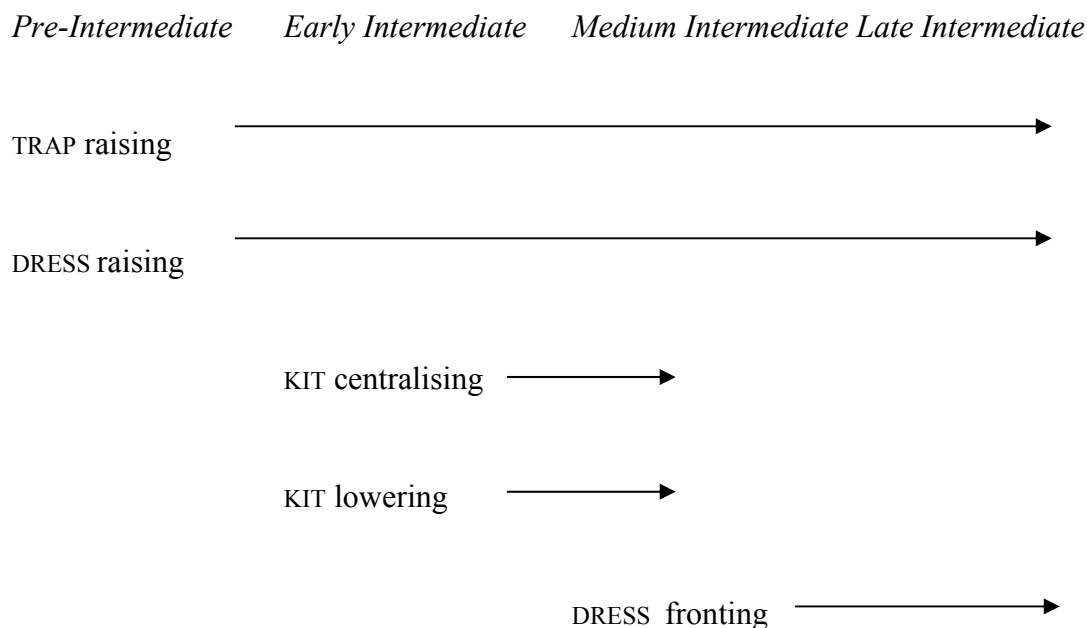 Pre-Intermediate Early Intermediate Medium Intermediate Late Intermediate
TRAP raising
DRESS raising
KIT centralising
KIT lowering
DRESS fronting